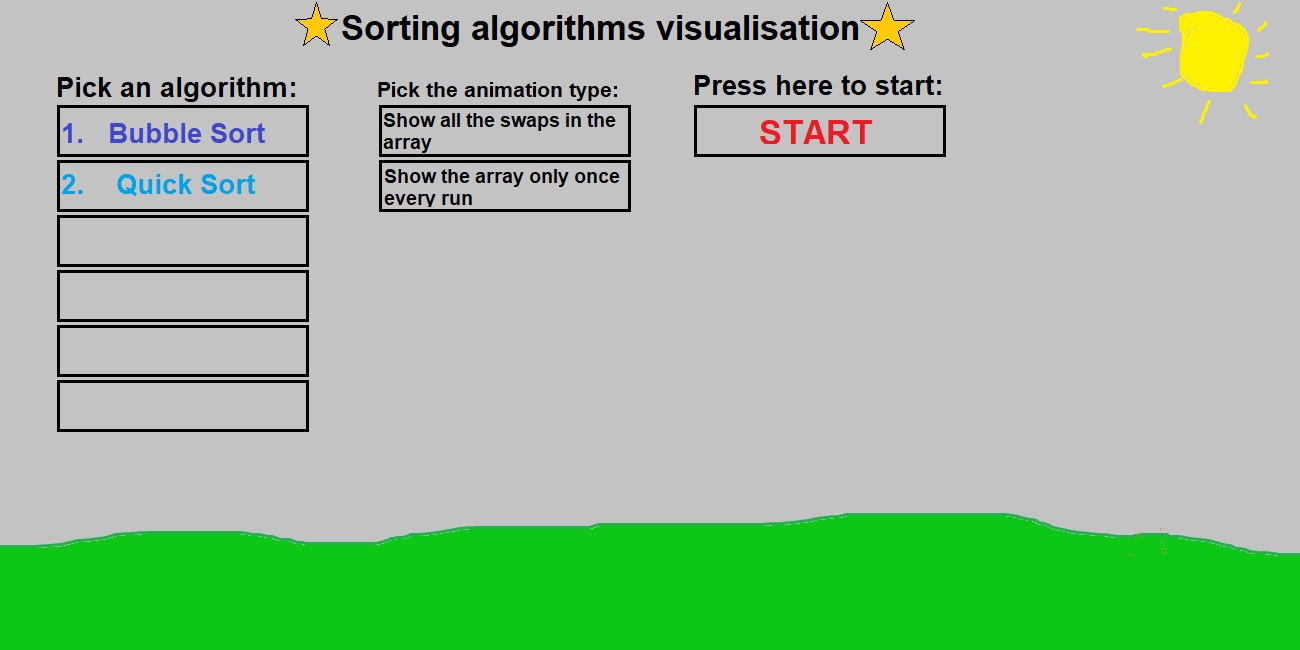 Sorting algorithms visualisation
Pick an algorithm:
1. Bubble Sort
2. Quick Sort
Pick the animation type:
Show all the swaps in the
array
Show the array only once
every run
Press here to start:
START